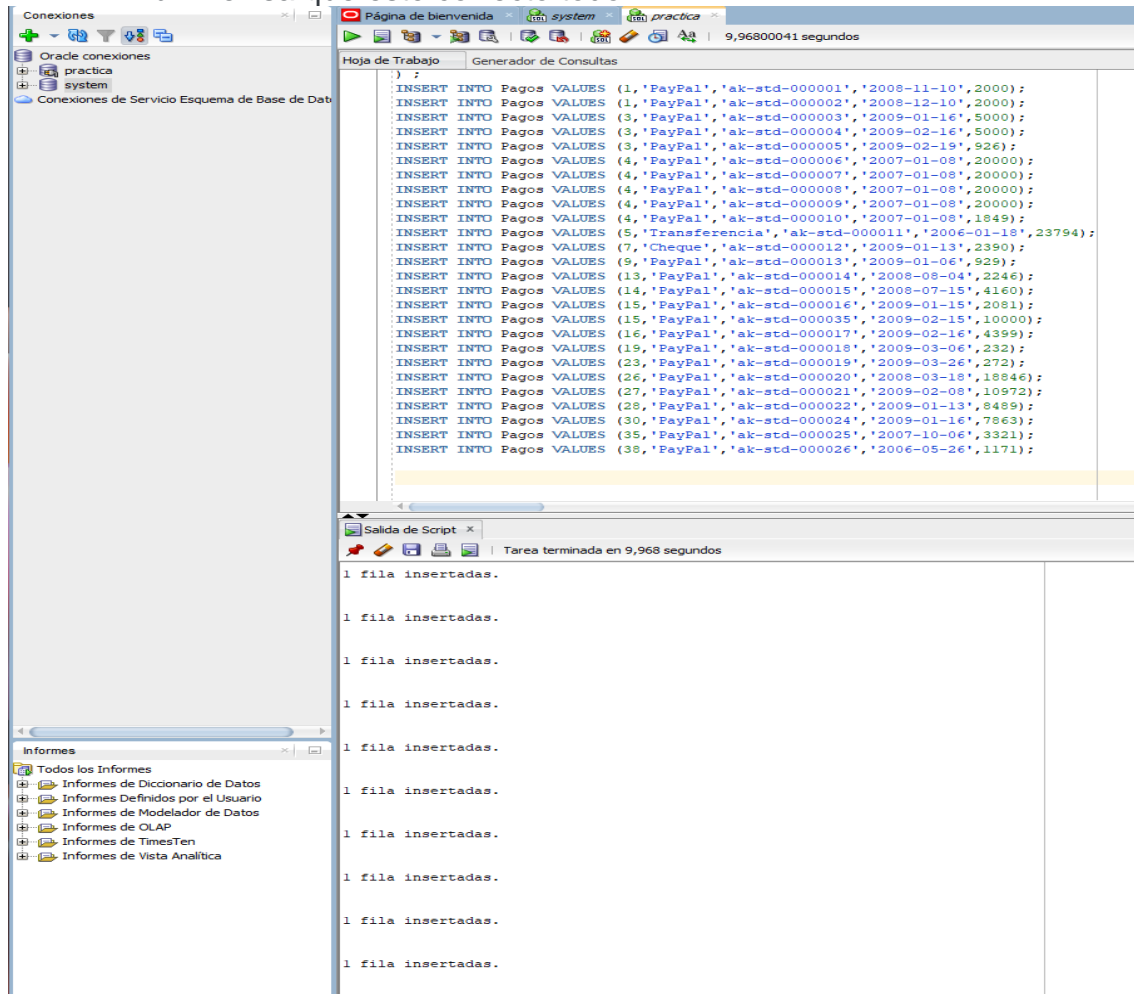 Conexiones
Oracle conexiones
practica
system
Conexiones de Servicio Esquema de Base de Dat
Informes
Todos los Informes
Informes de Diccionario de Datos
Informes Definidos por el Usuario
Informes de Modelador de Datos
Informes de OLAP
Informes de TimesTen
Informes de Vista Analítica
Página de bienvenida system practica
9,96800041 segundos
Hoja de Trabajo Generador de Consultas
) ;
INSERT INTO Pagos VALUES (1,'PayPal','ak-std-000001','2008-11-10',2000);
INSERT INTO Pagos VALUES (1,'PayPal','ak-std-000002','2008-12-10',2000);
INSERT INTO Pagos VALUES (3,'PayPal','ak-std-000003','2009-01-16',5000);
INSERT INTO Pagos VALUES (3,'PayPal','ak-std-000004','2009-02-16',5000);
INSERT INTO Pagos VALUES (3,'PayPal','ak-std-000005','2009-02-19',926);
INSERT INTO Pagos VALUES (4,'PayPal','ak-std-000006','2007-01-08',20000);
INSERT INTO Pagos VALUES (4,'PayPal','ak-std-000007','2007-01-08',20000);
INSERT INTO Pagos VALUES (4,'PayPal','ak-std-000008','2007-01-08',20000);
INSERT INTO Pagos VALUES (4,'PayPal','ak-std-000009','2007-01-08',20000);
INSERT INTO Pagos VALUES (4,'PayPal','ak-std-000010','2007-01-08',1849);
INSERT INTO Pagos VALUES (5,'Transferencia','ak-std-000011','2006-01-18',23794);
INSERT INTO Pagos VALUES (7,'Cheque','ak-std-000012','2009-01-13',2390);
INSERT INTO Pagos VALUES (9,'PayPal','ak-std-000013','2009-01-06',929);
INSERT INTO Pagos VALUES (13,'PayPal','ak-std-000014','2008-08-04',2246);
INSERT INTO Pagos VALUES (14,'PayPal','ak-std-000015','2008-07-15',4160);
INSERT INTO Pagos VALUES (15,'PayPal','ak-std-000016','2009-01-15',2081);
INSERT INTO Pagos VALUES (15,'PayPal','ak-std-000035','2009-02-15',10000);
INSERT INTO Pagos VALUES (16,'PayPal','ak-std-000017','2009-02-16',4399);
INSERT INTO Pagos VALUES (19,'PayPal','ak-std-000018','2009-03-06',232);
INSERT INTO Pagos VALUES (23,'PayPal','ak-std-000019','2009-03-26',272);
INSERT INTO Pagos VALUES (26,'PayPal','ak-std-000020','2008-03-18',18846);
INSERT INTO Pagos VALUES (27,'PayPal','ak-std-000021','2009-02-08',10972);
INSERT INTO Pagos VALUES (28,'PayPal','ak-std-000022','2009-01-13',8489);
INSERT INTO Pagos VALUES (30,'PayPal','ak-std-000024','2009-01-16',7863);
INSERT INTO Pagos VALUES (35,'PayPal','ak-std-000025','2007-10-06',3321);
INSERT INTO Pagos VALUES (38,'PayPal','ak-std-000026','2006-05-26',1171);
Salida de Script
Tarea terminada en 9,968 segundos
1 fila insertadas.
1 fila insertadas.
1 fila insertadas.
1 fila insertadas.
1 fila insertadas.
1 fila insertadas.
1 fila insertadas.
1 fila insertadas.
1 fila insertadas.
1 fila insertadas.